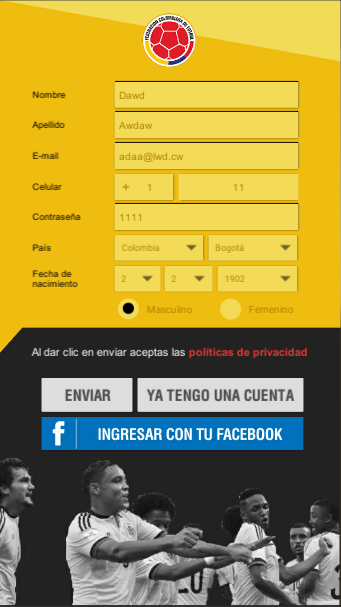 FEDERACION COLOMBIANA DE FUTBOL
Nombre
Dawd
Apellido
Awdaw
E-mail
adaa@lwd.cw
Celular
+ 1 11
Contraseña
1111
País
Colombia Bogotá
Fecha de
nacimiento
2 2 1902
Masculino Femenino
Al dar clic en enviar aceptas las políticas de privacidad
ENVIAR YA TENGO UNA CUENTA
f INGRESAR CON TU FACEBOOK